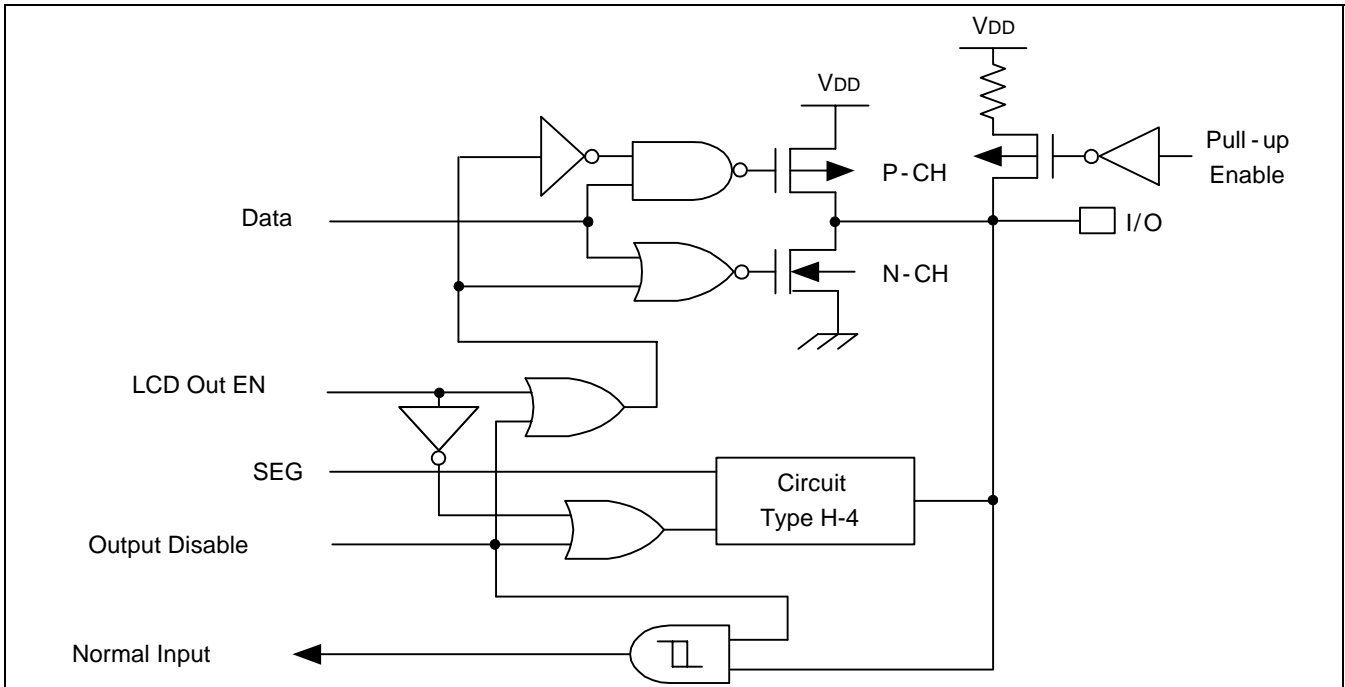 VDD
VDD
Pull-up
Enable
P-CH
Data
I/O
N-CH
LCD Out EN
SEG
Circuit
Type H-4
Output Disable
Normal Input